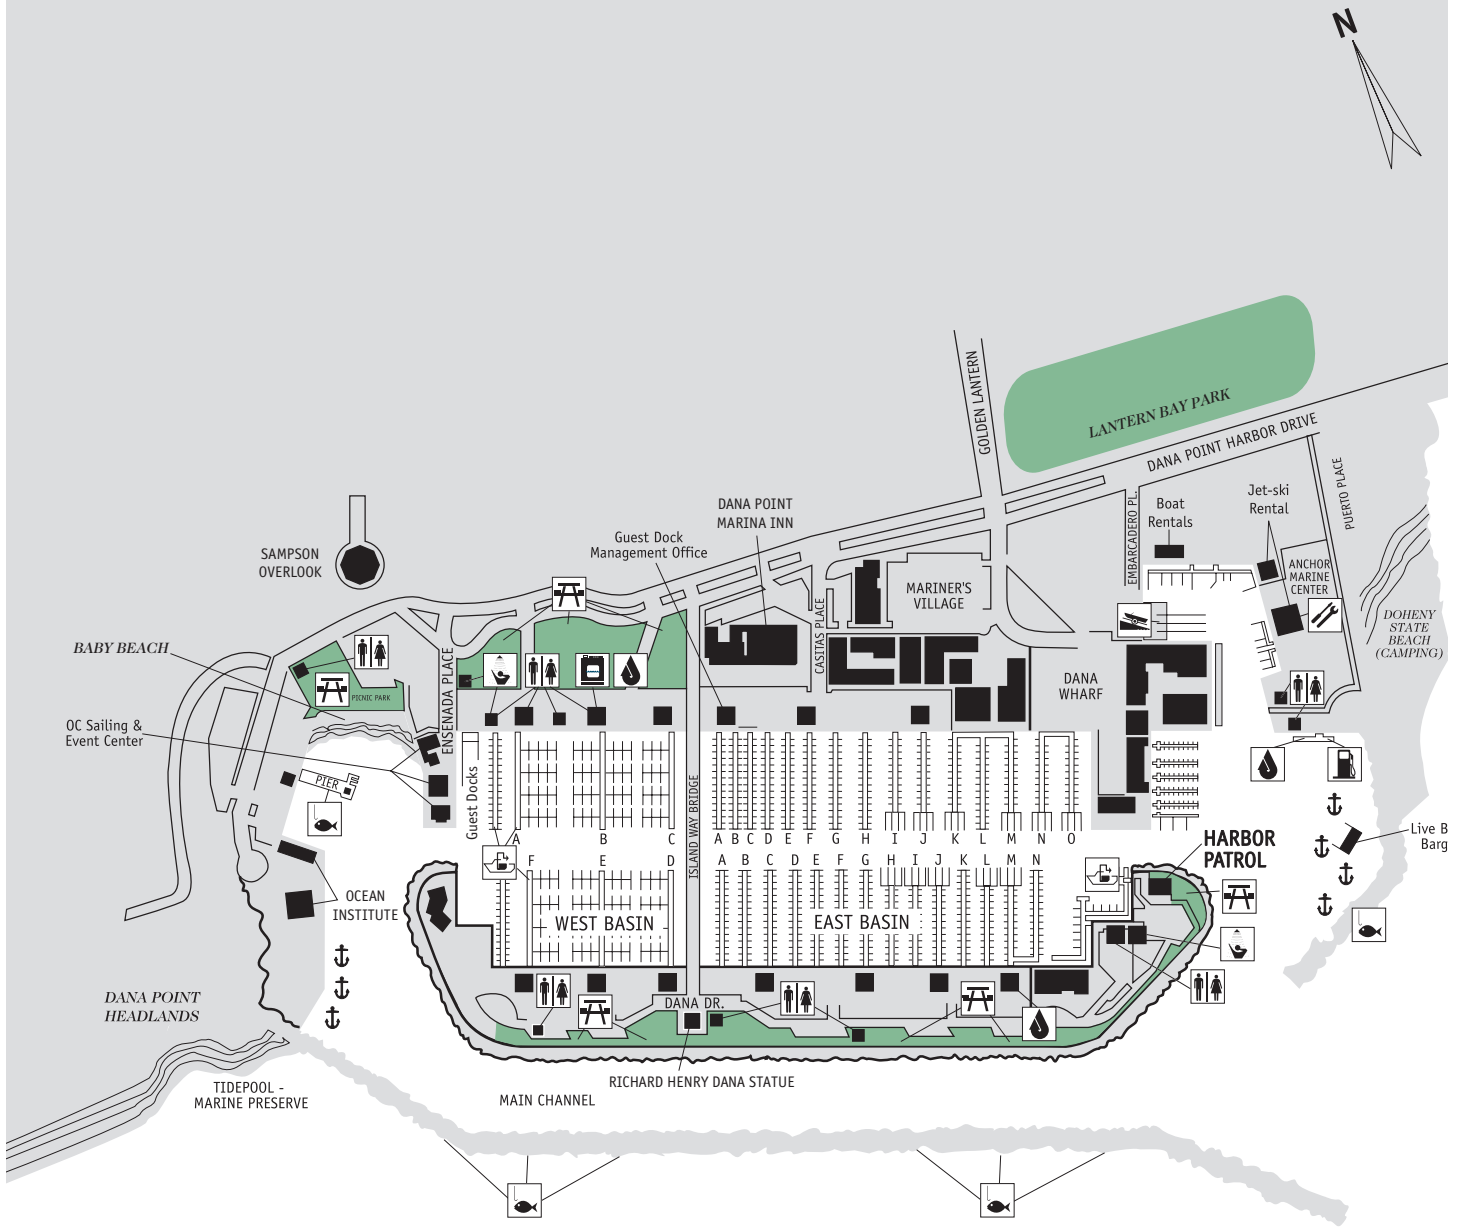 N
GOLDEN LANTERN
LANTERN BAY PARK
DANA POINT HARBOR DRIVE
PUERTO PLACE
EMBARCADERO PL.
Boat
Rentals
Jet-ski
Rental
DANA POINT
MARINA INN
Guest Dock
Management Office
SAMPSON
OVERLOOK
MARINER'S
VILLAGE
CASITAS PLACE
ANCHOR
MARINE
CENTER
DOHENY
STATE
BEACH
(CAMPING)
BABY BEACH
PICNIC PARK
ENSENADA PLACE
DANA
WHARF
OC Sailing &
Event Center
PIER
Guest Docks
ISLAND WAY BRIDGE
A B C
A B C D E F G H I J K L M N O
F E D
A B C D E F G H I J K L M N
HARBOR
PATROL
Live B
Barg
OCEAN
INSTITUTE
WEST BASIN
EAST BASIN
DANA POINT
HEADLANDS
DANA DR.
TIDEPOOL -
MARINE PRESERVE
RICHARD HENRY DANA STATUE
MAIN CHANNEL